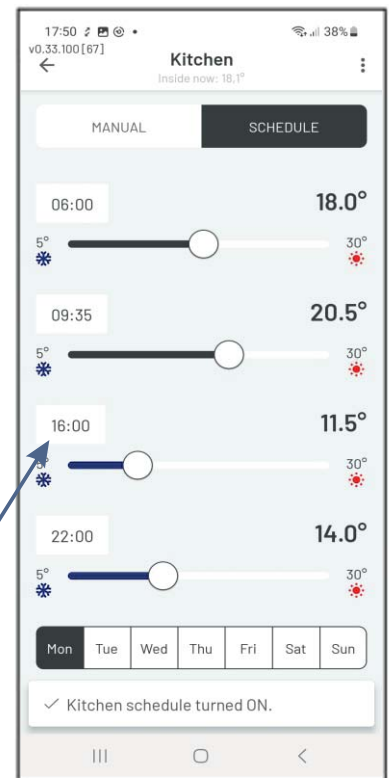 17:50 38%
v0.33.100 [67]
Kitchen
Inside now: 18,1°
MANUAL SCHEDULE
06:00 18.0°
5° 30°
09:35 20.5°
5° 30°
16:00 11.5°
5° 30°
22:00 14.0°
5° 30°
Mon Tue Wed Thu Fri Sat Sun
Kitchen schedule turned ON.